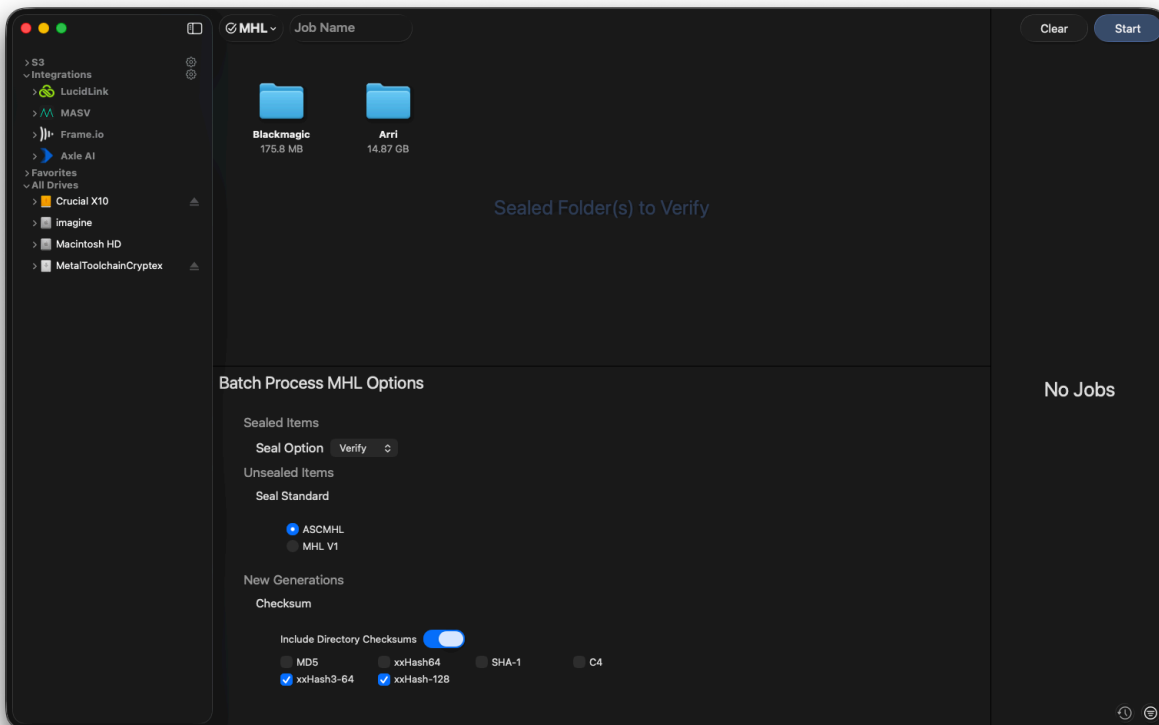 MHL
Job Name
Clear
Start
S3
Integrations
LucidLink
MASV
Frame.io
Axle AI
Favorites
All Drives
Crucial X10
imagine
Macintosh HD
MetalToolchainCryptex
Blackmagic
175.8 MB
Arri
14.87 GB
Sealed Folder(s) to Verify
No Jobs
Batch Process MHL Options
Sealed Items
Seal Option Verify
Unsealed Items
Seal Standard
ASCMHL
MHL V1
New Generations
Checksum
Include Directory Checksums
MD5 xxHash64 SHA-1 C4
xxHash3-64 xxHash-128